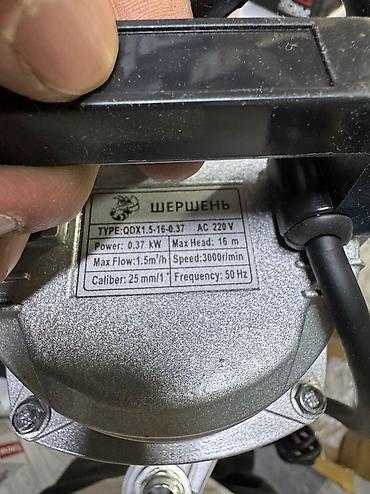 ШЕРШЕНЬ
TYPE:QDX1.5-16-0.37 AC 220V
Power: 0.37 kW Max Head: 16 m
Max Flow:1.5m³/h Speed:3000r/min
Caliber: 25 mm/1" Frequency: 50 Hz